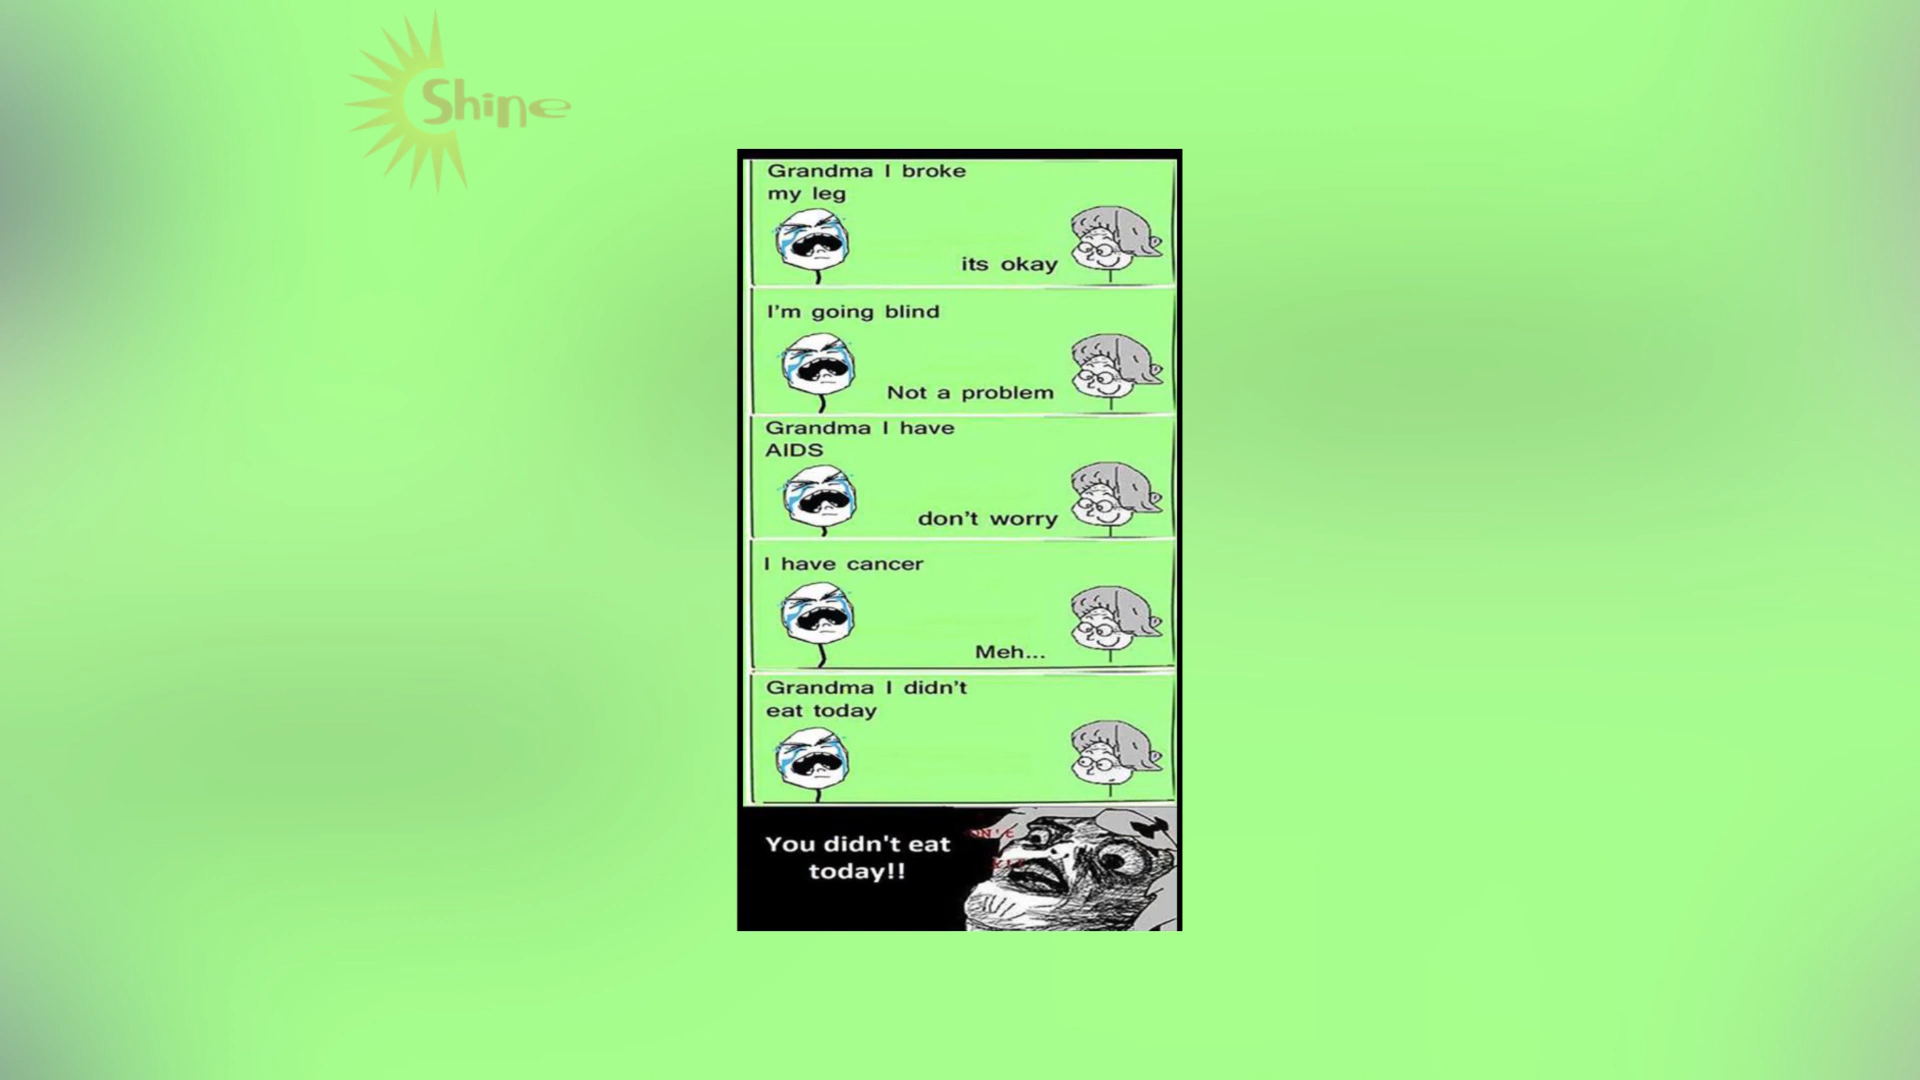 Shine
Grandma I broke
my leg
its okay
I'm going blind
Not a problem
Grandma I have
AIDS
don't worry
I have cancer
Meh...
Grandma I didn't
eat today
You didn't eat
today!!